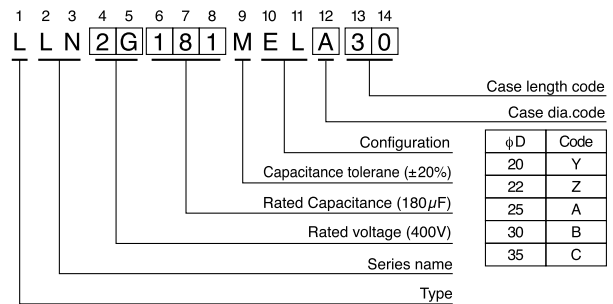 1 2 3 4 5 6 7 8 9 10 11 12 13 14
L L N 2 G 1 8 1 M E L A 3 0
Case length code
Case dia.code
Configuration
Capacitance tolerane (±20%)
Rated Capacitance (180μF)
Rated voltage (400V)
Series name
Type
φD Code
20 Y
22 Z
25 A
30 B
35 C